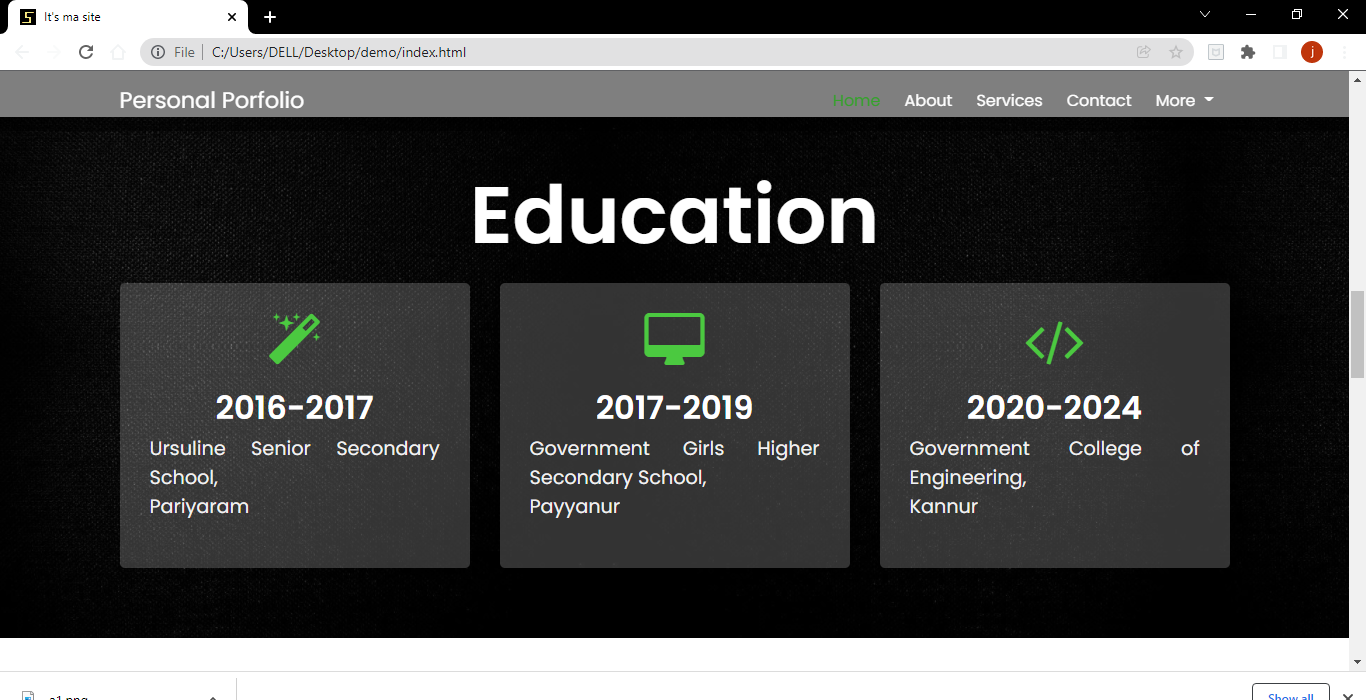 It's ma site
File C:/Users/DELL/Desktop/demo/index.html
j
Personal Porfolio
Home About Services Contact More
Education
2016-2017
Ursuline Senior Secondary
School,
Pariyaram
2017-2019
Government Girls Higher
Secondary School,
Payyanur
2020-2024
Government College of
Engineering,
Kannur
a1.png
Show all